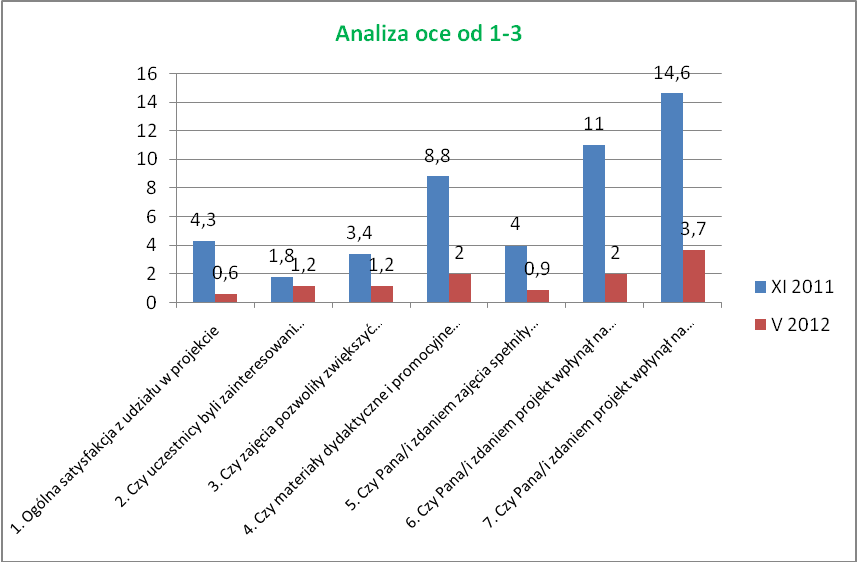 Analiza oce od 1-3
16
14
12
10
8
6
4
2
0
4,3
0,6
1,8
1,2
3,4
1,2
8,8
2
4
0,9
11
2
14,6
3,7
XI 2011
V 2012
1. Ogólna satysfakcja z udziału w projekcie
2. Czy uczestnicy byli zainteresowani...
3. Czy zajęcia pozwoliły zwiększyć...
4. Czy materiały dydaktyczne i promocyjne...
5. Czy Pana/i zdaniem zajęcia spełniły...
6. Czy Pana/i zdaniem projekt wpłynął na...
7. Czy Pana/i zdaniem projekt wpłynął na...